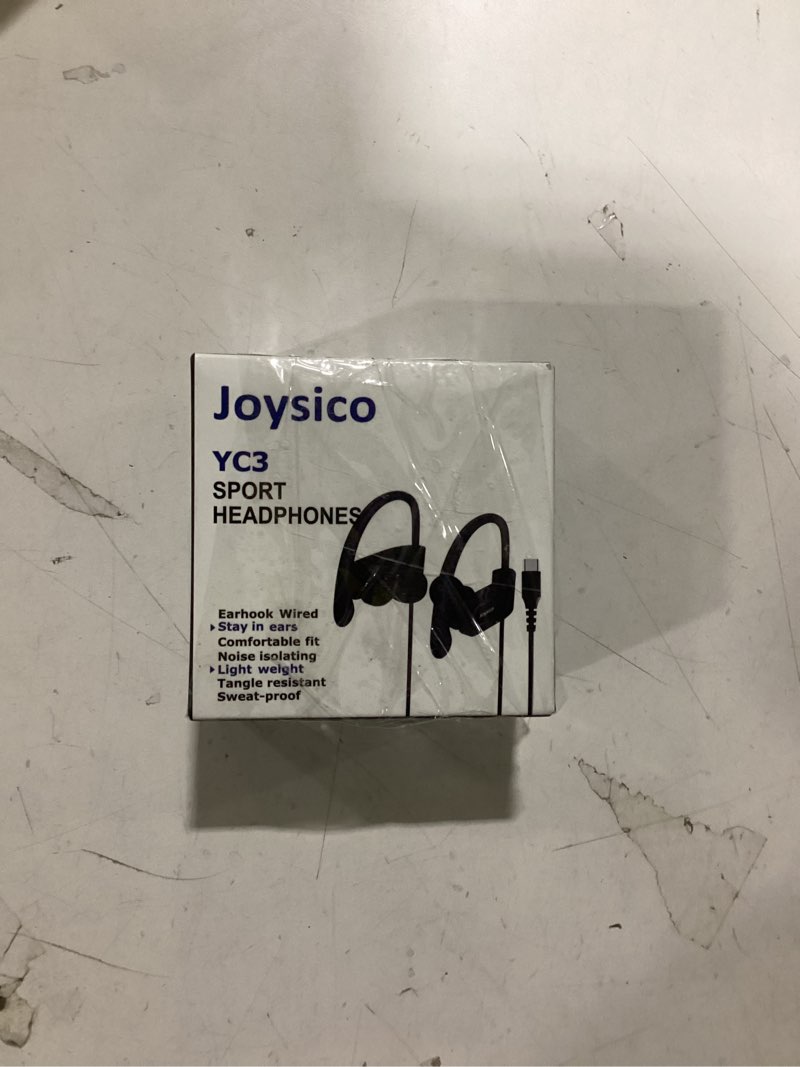 Joysico
YC3
SPORT
HEADPHONES
Earhook Wired
Stay in ears
Comfortable fit
Noise isolating
Light weight
Tangle resistant
Sweat-proof